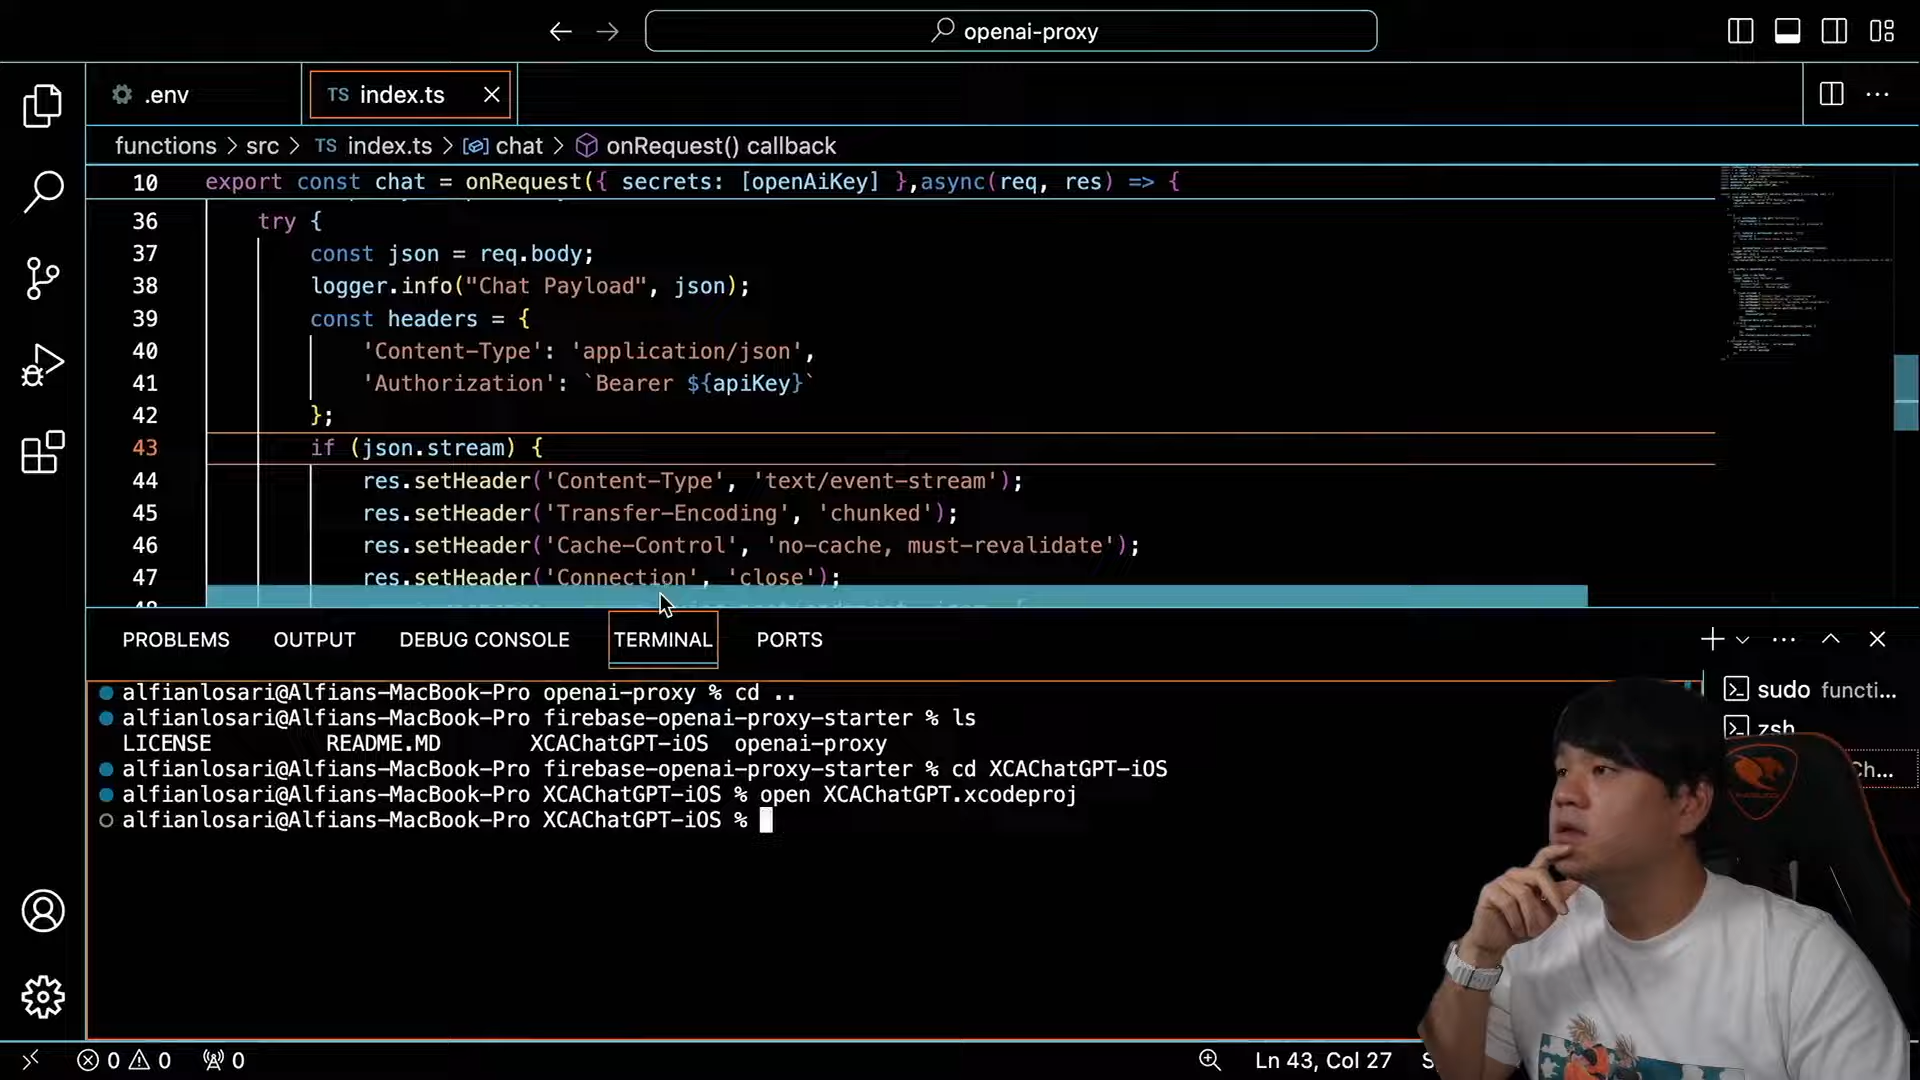 openai-proxy
.env
TS index.ts
functions > src > TS index.ts > chat > onRequest() callback
10 export const chat = onRequest({ secrets: [openAiKey] },async(req, res) => {
36 try {
37 const json = req.body;
38 logger.info("Chat Payload", json);
39 const headers = {
40 'Content-Type': 'application/json',
41 'Authorization': `Bearer ${apiKey}`
42 };
43 if (json.stream) {
44 res.setHeader('Content-Type', 'text/event-stream');
45 res.setHeader('Transfer-Encoding', 'chunked');
46 res.setHeader('Cache-Control', 'no-cache, must-revalidate');
47 res.setHeader('Connection', 'close');
PROBLEMS OUTPUT DEBUG CONSOLE TERMINAL PORTS
alfianlosari@Alfians-MacBook-Pro openai-proxy % cd ..
alfianlosari@Alfians-MacBook-Pro firebase-openai-proxy-starter % ls
LICENSE README.MD XCAChatGPT-iOS openai-proxy
alfianlosari@Alfians-MacBook-Pro firebase-openai-proxy-starter % cd XCAChatGPT-iOS
alfianlosari@Alfians-MacBook-Pro XCAChatGPT-iOS % open XCAChatGPT.xcodeproj
alfianlosari@Alfians-MacBook-Pro XCAChatGPT-iOS %
sudo functi...
zsh
Ch...
0 0 0
Ln 43, Col 27